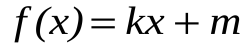 f(x) = kx + m